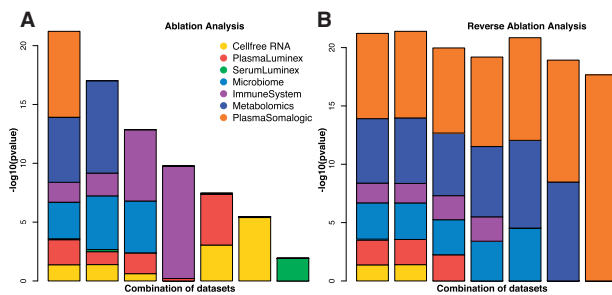 A
Ablation Analysis
20
15
10
5
0
-log10(pvalue)
Cellfree RNA
PlasmaLuminex
SerumLuminex
Microbiome
ImmuneSystem
Metabolomics
PlasmaSomalogic
Combination of datasets
B
Reverse Ablation Analysis
20
15
10
5
0
-log10(pvalue)
Combination of datasets